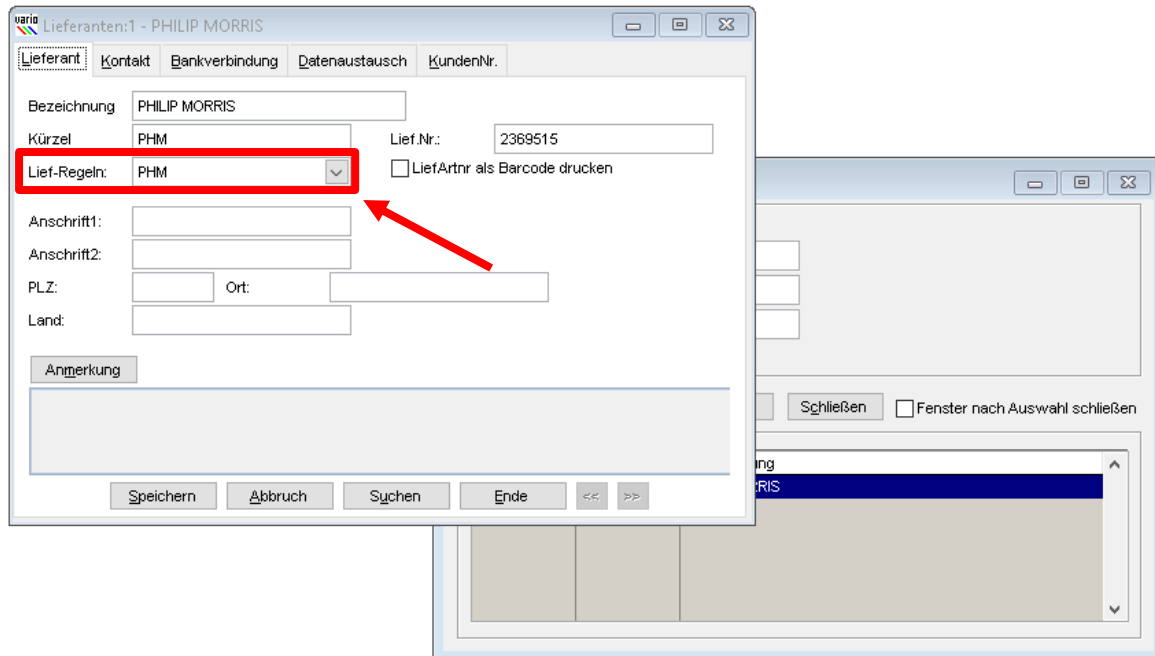 vario
Lieferanten:1 - PHILIP MORRIS
Lieferant Kontakt Bankverbindung Datenaustausch KundenNr.
Bezeichnung PHILIP MORRIS
Kürzel PHM Lief.Nr.: 2369515
Lief-Regeln: PHM LiefArtnr als Barcode drucken
Anschrift1:
Anschrift2:
PLZ: Ort:
Land:
Anmerkung
Speichern Abbruch Suchen Ende << >>
Schließen Fenster nach Auswahl schließen
ung
RRIS